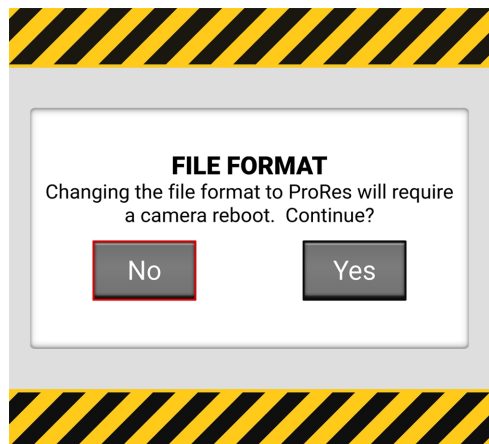 FILE FORMAT
Changing the file format to ProRes will require
a camera reboot.  Continue?
No
Yes